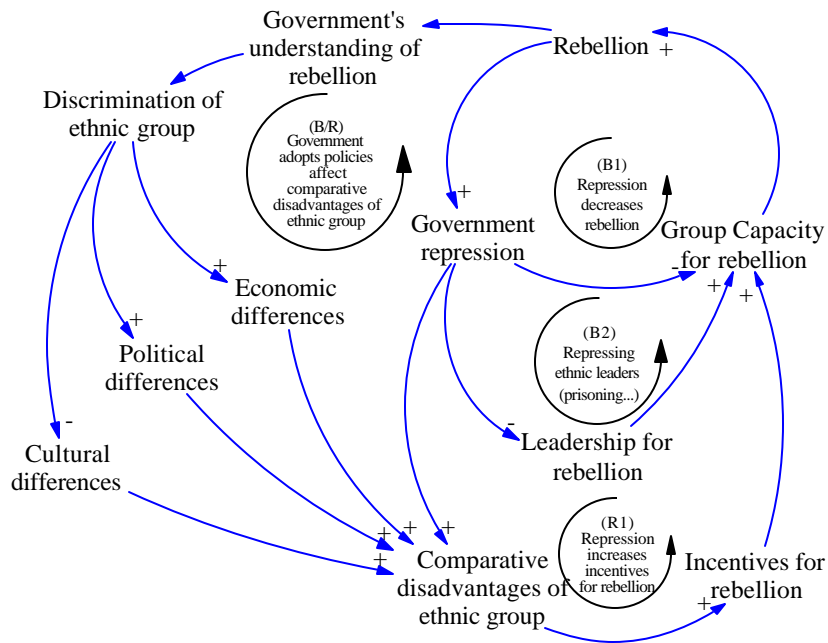 Government's
understanding of
rebellion
Rebellion
+
Discrimination of
ethnic group
(B/R)
Government
adopts policies
affect
comparative
disadvantages of
ethnic group
(B1)
Repression
decreases
rebellion
+
Government
repression
Group Capacity
for rebellion
-
+
+
+
Economic
differences
+
Political
differences
(B2)
Repressing
ethnic leaders
(prisoning...)
-
Cultural
differences
-
Leadership for
rebellion
+
+
+
+
Comparative
disadvantages of
ethnic group
(R1)
Repression
increases
incentives
for rebellion
Incentives for
rebellion
+